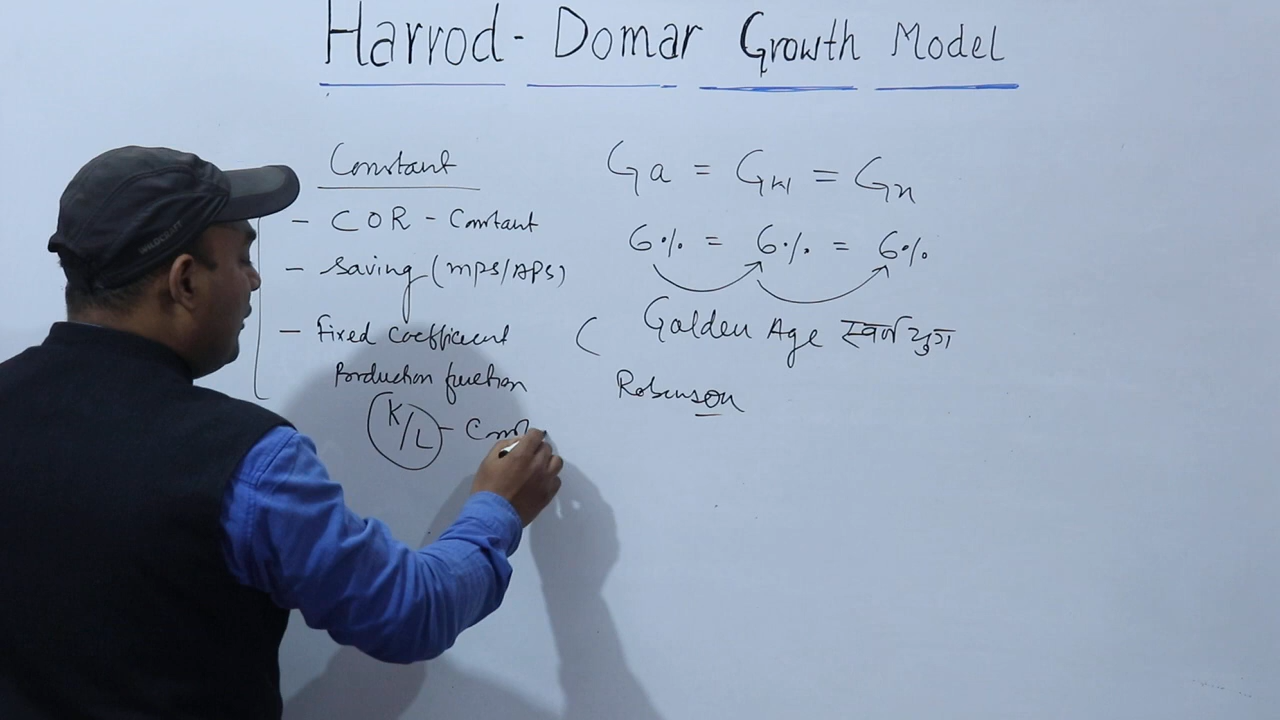 Harrod-Domar Growth Model
Constant
- COR - Constant
- Saving (MPS/APS)
- Fixed Coefficient
Production function
K/L - Const
Ga = Gw = Gn
6% = 6% = 6%
( Golden Age स्वर्ण युग
Robinson
WILDCRAFT